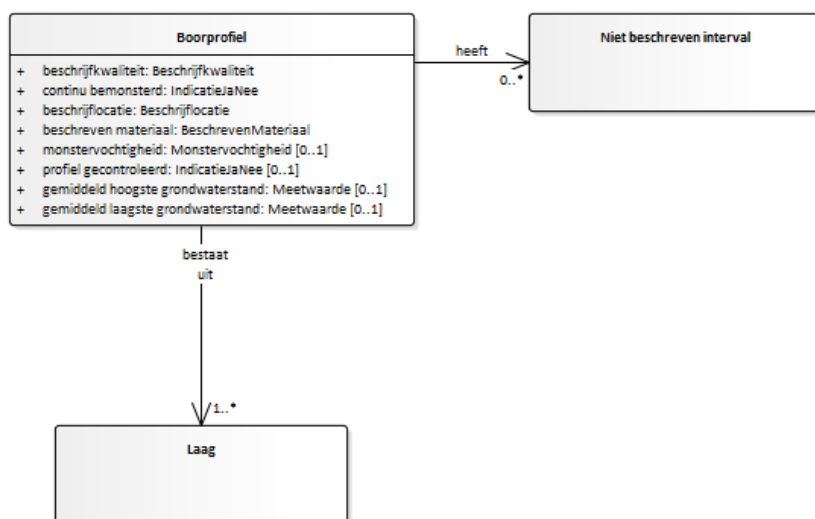 Boorprofiel
+ beschrijfkwaliteit: Beschrijfkwaliteit
+ continu bemonsterd: IndicatieJaNee
+ beschrijflocatie: Beschrijflocatie
+ beschreven materiaal: BeschrevenMateriaal
+ monstervochtigheid: Monstervochtigheid [0..1]
+ profiel gecontroleerd: IndicatieJaNee [0..1]
+ gemiddeld hoogste grondwaterstand: Meetwaarde [0..1]
+ gemiddeld laagste grondwaterstand: Meetwaarde [0..1]
heeft
0..*
Niet beschreven interval
bestaat
uit
1..*
Laag